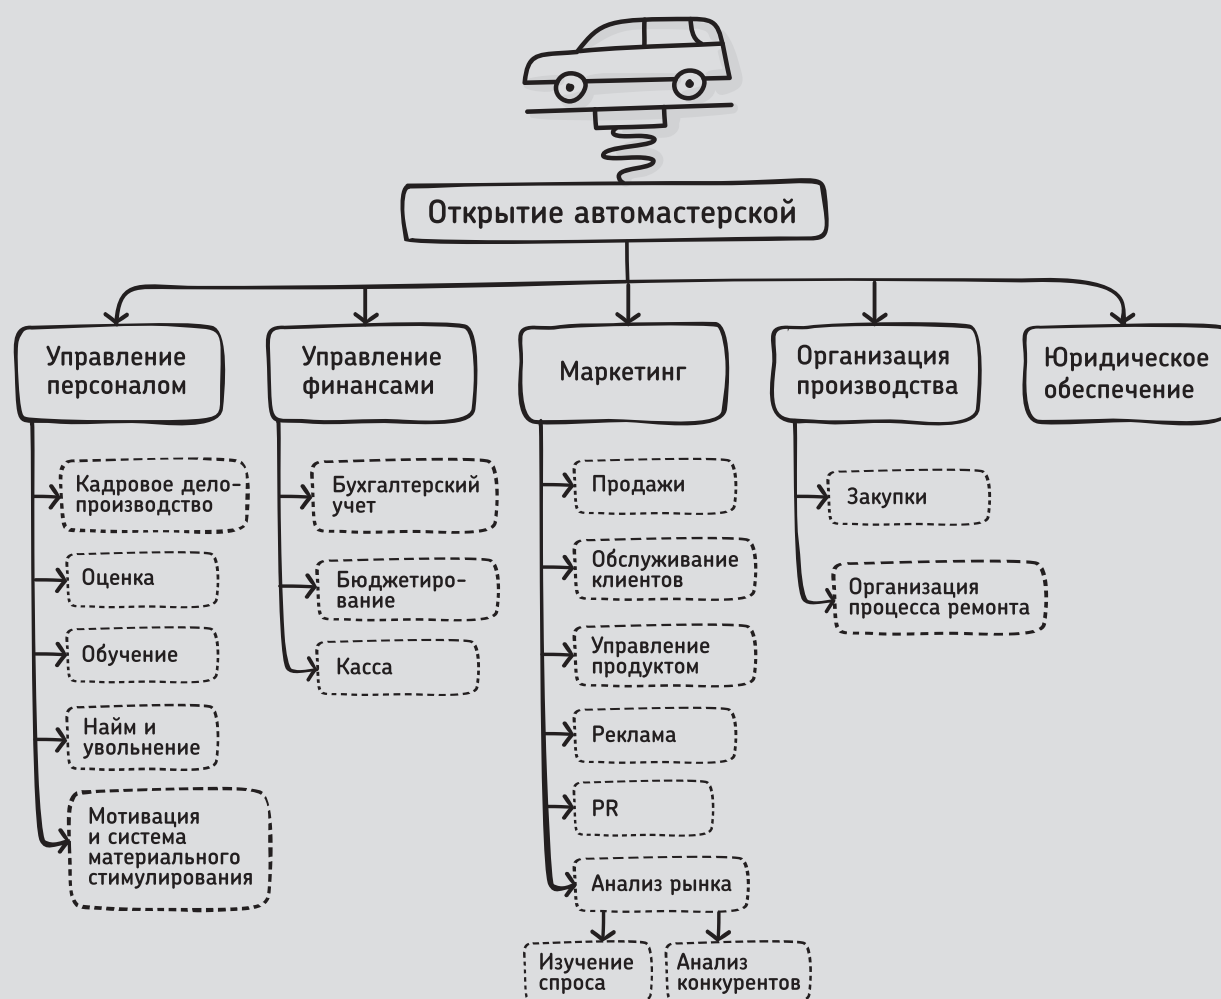 Открытие автомастерской
Управление
персоналом
Кадровое дело-
производство
Оценка
Обучение
Найм и
увольнение
Мотивация
и система
материального
стимулирования
Управление
финансами
Бухгалтерский
учет
Бюджетиро-
вание
Касса
Маркетинг
Продажи
Обслуживание
клиентов
Управление
продуктом
Реклама
PR
Анализ рынка
Изучение
спроса
Анализ
конкурентов
Организация
производства
Закупки
Организация
процесса ремонта
Юридическое
обеспечение